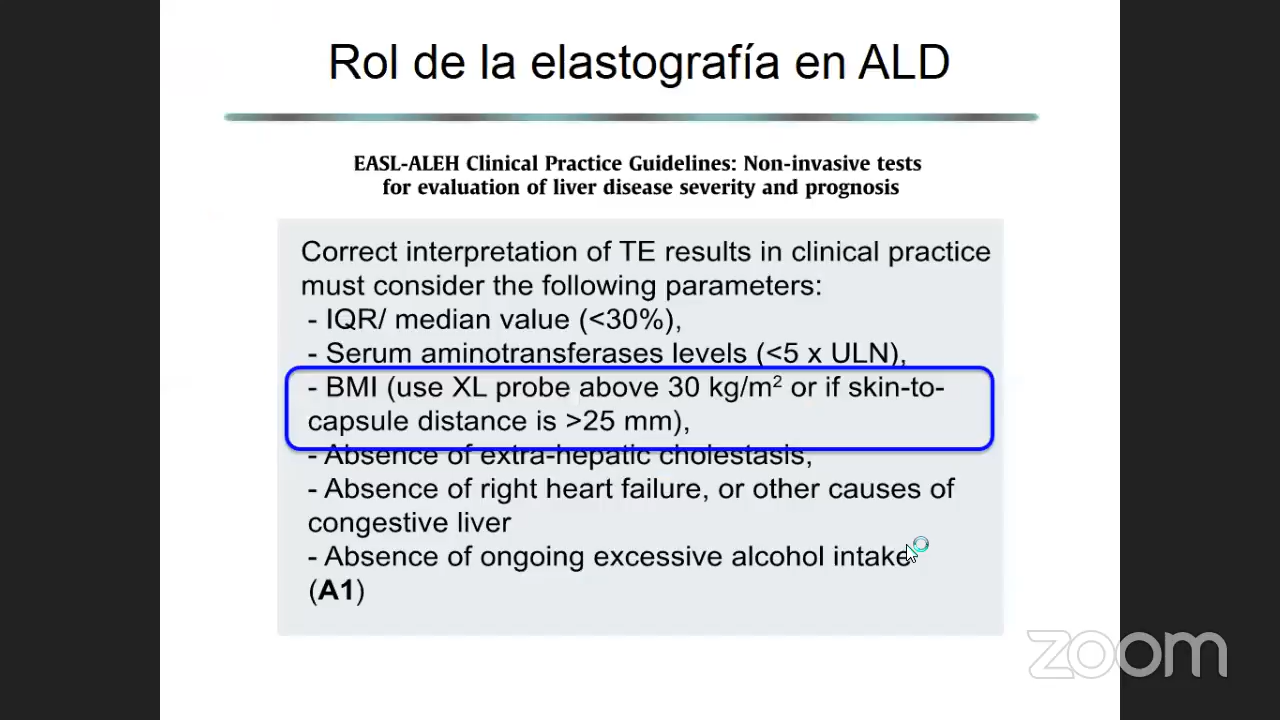 Rol de la elastografía en ALD
EASL-ALEH Clinical Practice Guidelines: Non-invasive tests
for evaluation of liver disease severity and prognosis
Correct interpretation of TE results in clinical practice
must consider the following parameters:
- IQR/ median value (<30%),
- Serum aminotransferases levels (<5 x ULN),
- BMI (use XL probe above 30 kg/m² or if skin-to-
capsule distance is >25 mm),
- Absence of extra-hepatic cholestasis,
- Absence of right heart failure, or other causes of
congestive liver
- Absence of ongoing excessive alcohol intake
(A1)
zoom